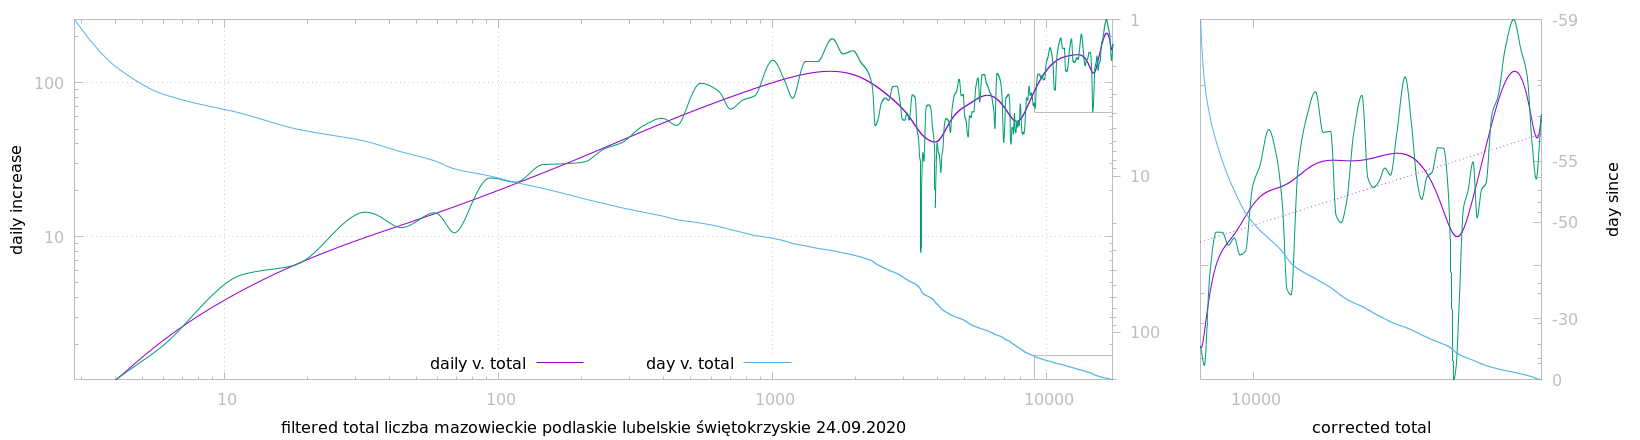 1
-59
100
daily increase
10
-55
-50
day since
10
100
-30
daily v. total
day v. total
0
10
100
1000
10000
10000
filtered total liczba mazowieckie podlaskie lubelskie świętokrzyskie 24.09.2020
corrected total